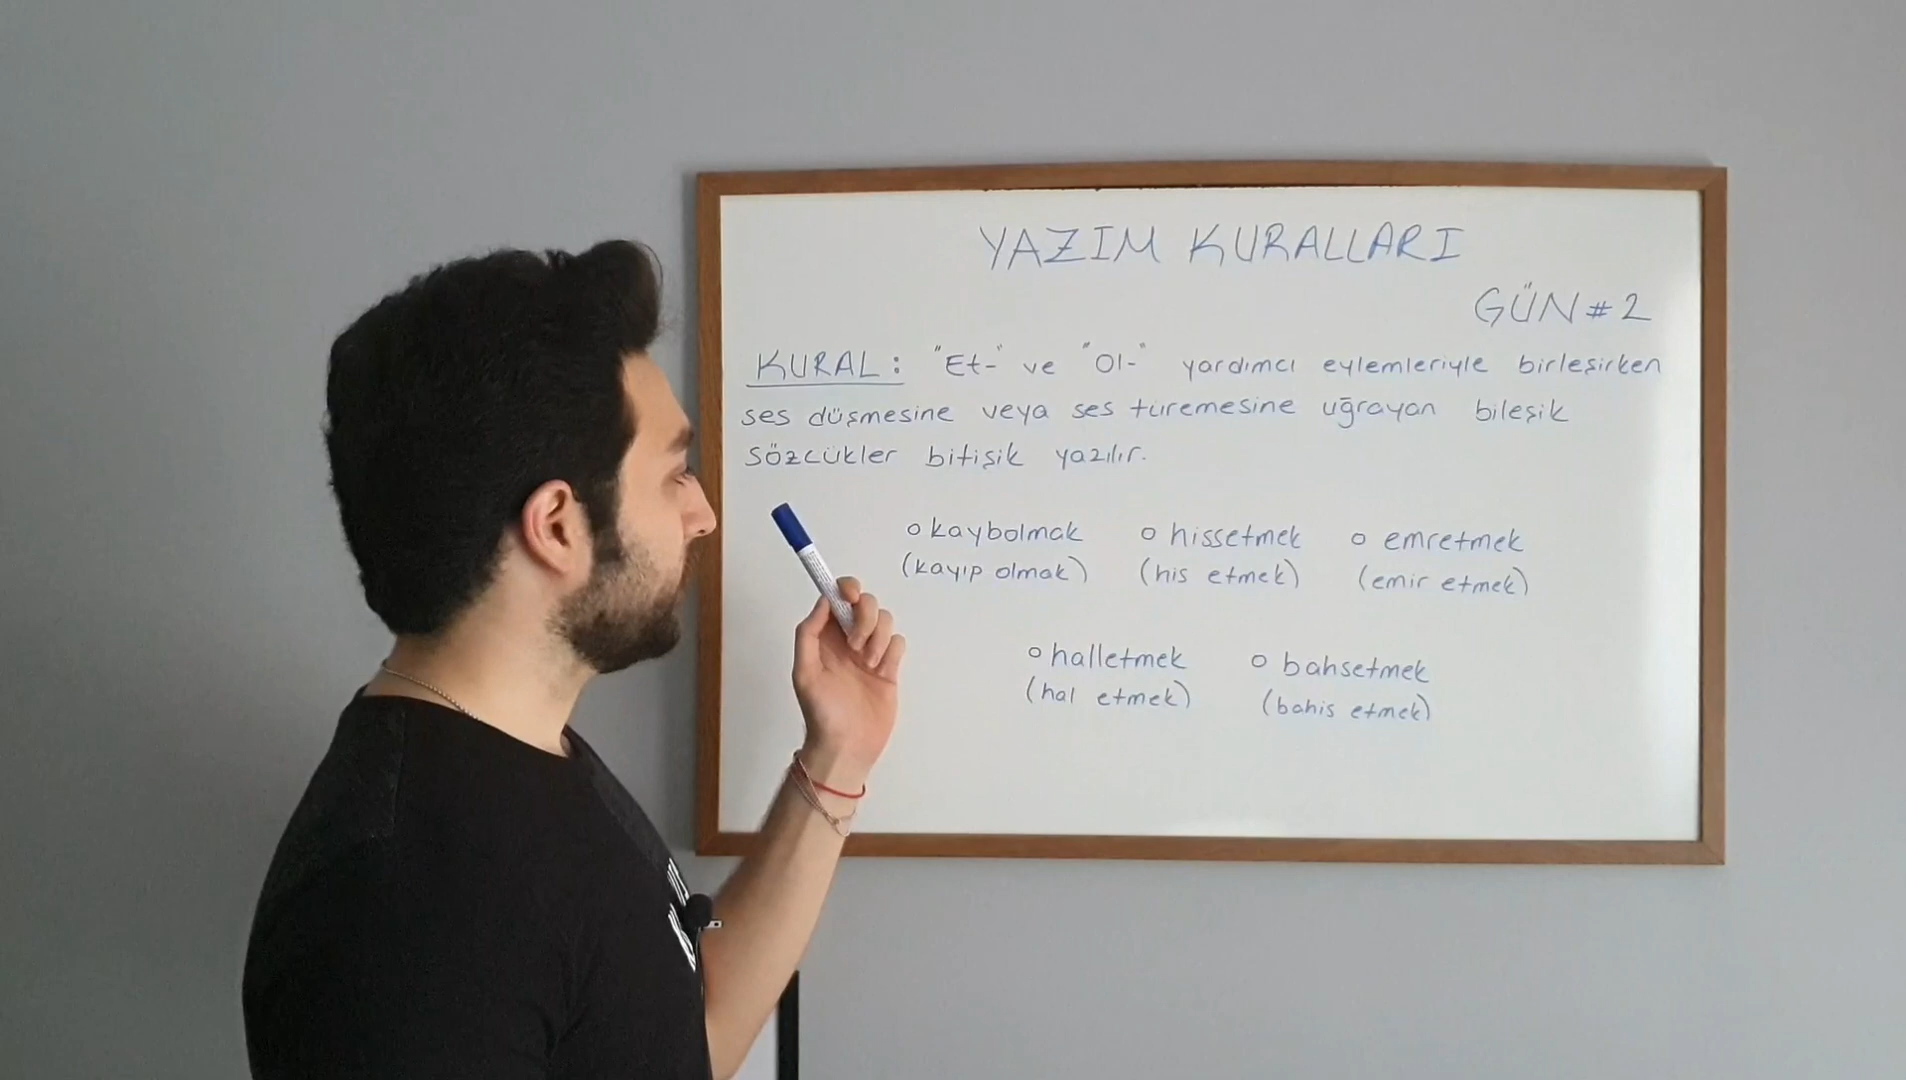 YAZIM KURALLARI
GÜN #2
KURAL: "Et-" ve "Ol-" yardımcı eylemleriyle birleşirken
ses düşmesine veya ses türemesine uğrayan bileşik
sözcükler bitişik yazılır.
o kaybolmak o hissetmek o emretmek
(kayıp olmak) (his etmek) (emir etmek)
o halletmek o bahsetmek
(hal etmek) (bahis etmek)